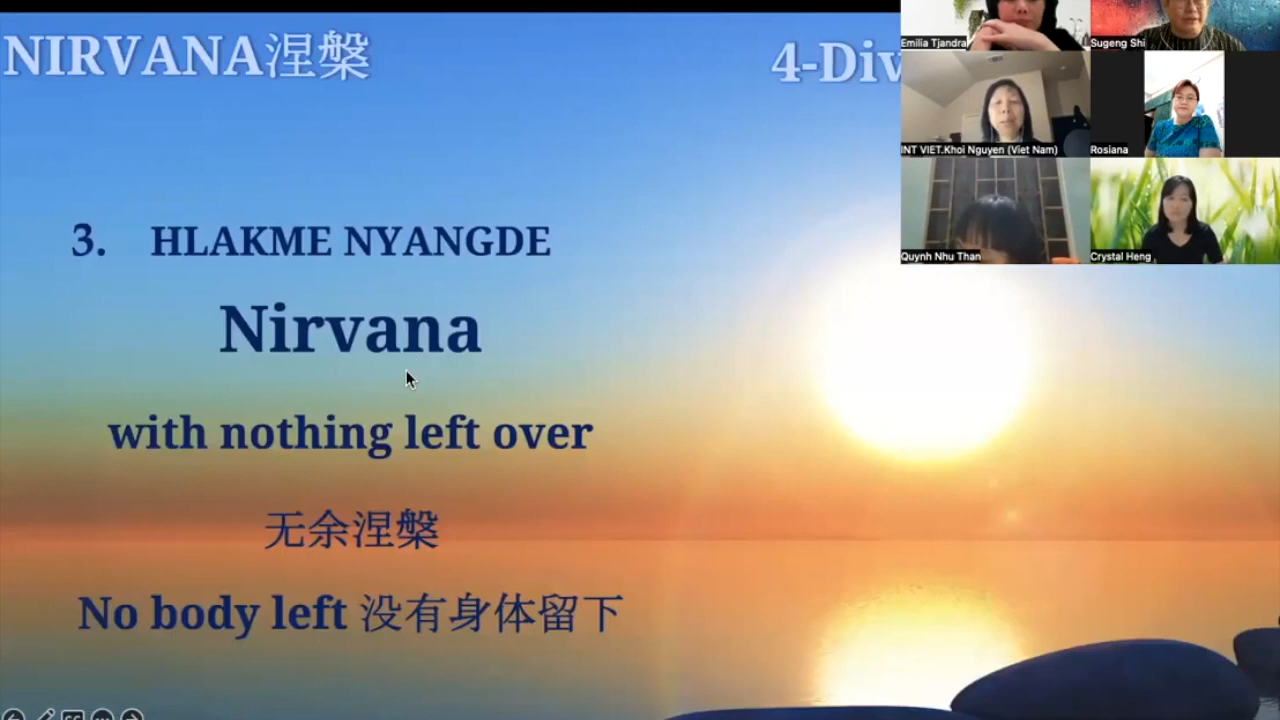 NIRVANA涅槃
4-Div
3. HLAKME NYANGDE
Nirvana
with nothing left over
无余涅槃
No body left 没有身体留下
Emilia Tjandra
Sugeng Shi
INT VIET.Khoi Nguyen (Viet Nam)
Rosiana
Quynh Nhu Than
Crystal Heng